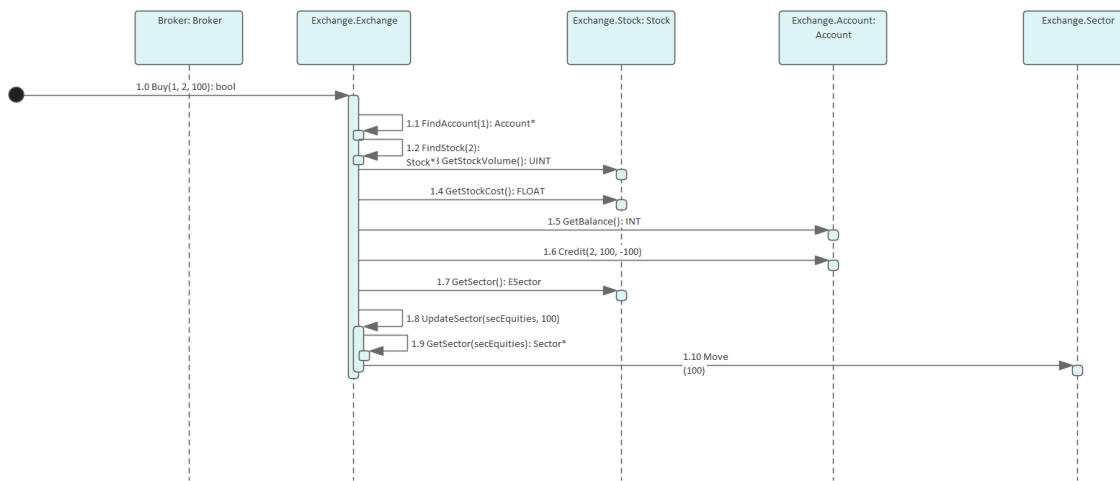 Broker: Broker
Exchange.Exchange
Exchange.Stock: Stock
Exchange.Account:
Account
Exchange.Sector
1.0 Buy(1, 2, 100): bool
1.1 FindAccount(1): Account*
1.2 FindStock(2):
Stock*
GetStockVolume(): UINT
1.4 GetStockCost(): FLOAT
1.5 GetBalance(): INT
1.6 Credit(2, 100, -100)
1.7 GetSector(): ESector
1.8 UpdateSector(secEquities, 100)
1.9 GetSector(secEquities): Sector*
1.10 Move
(100)